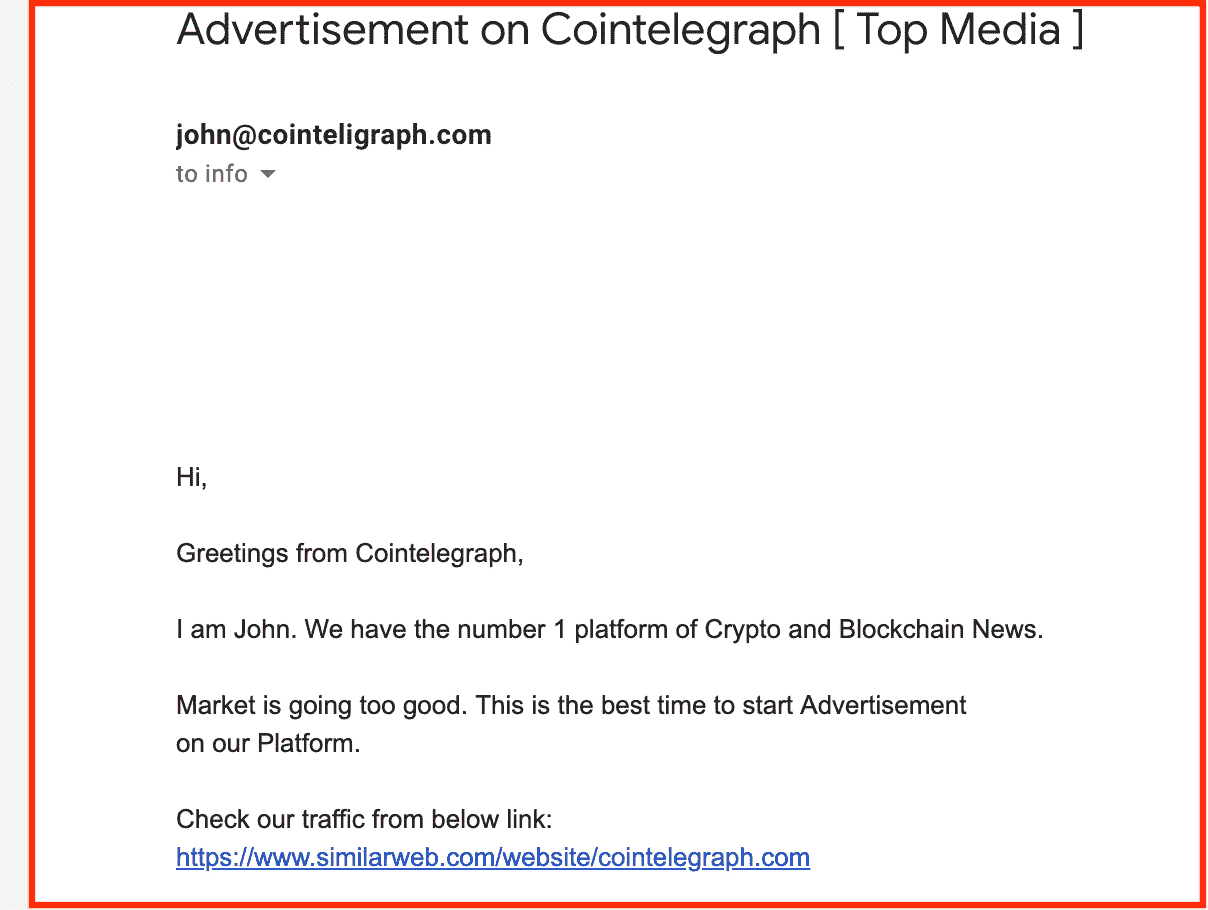 Advertisement on Cointelegraph [ Top Media ]
john@cointeligraph.com
to info
Hi,
Greetings from Cointelegraph,
I am John. We have the number 1 platform of Crypto and Blockchain News.
Market is going too good. This is the best time to start Advertisement
on our Platform.
Check our traffic from below link:
https://www.similarweb.com/website/cointelegraph.com